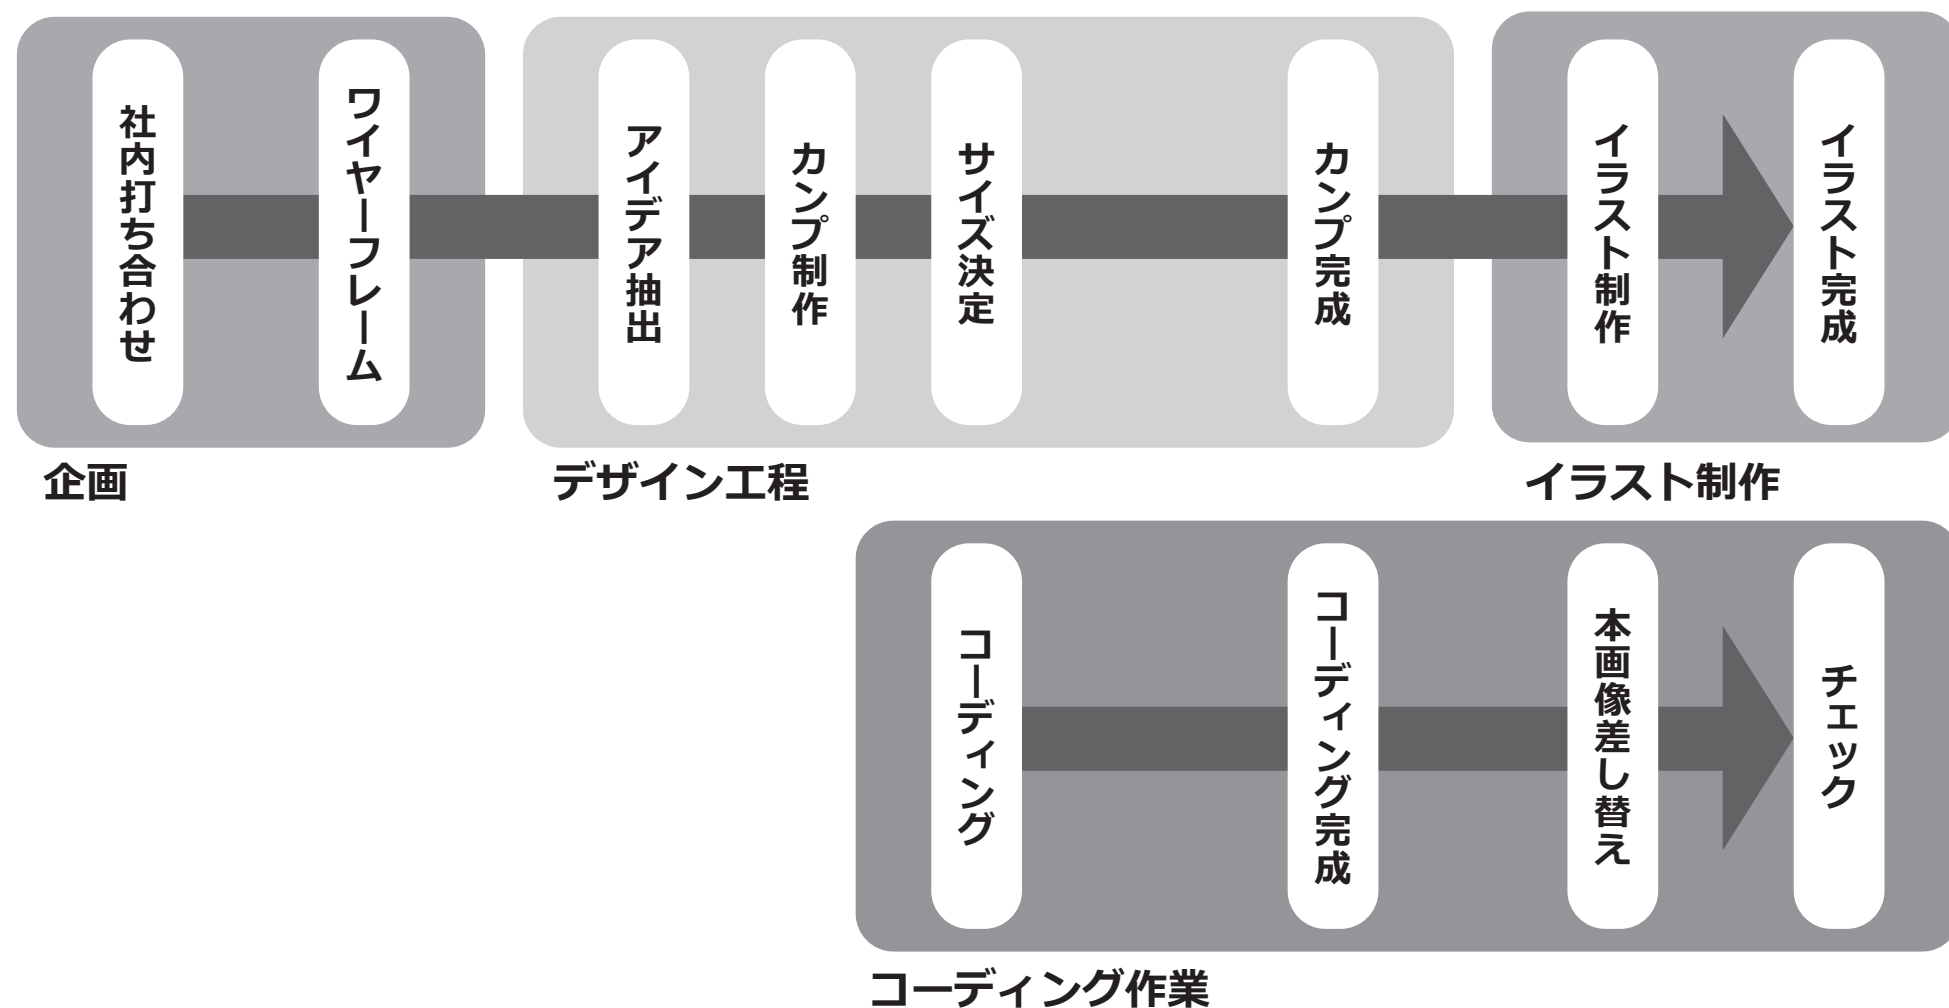 社内打ち合わせ
ワイヤーフレーム
企画
アイデア抽出
カンプ制作
サイズ決定
カンプ完成
デザイン工程
イラスト制作
イラスト完成
イラスト制作
コーディング
コーディング完成
本画像差し替え
チェック
コーディング作業